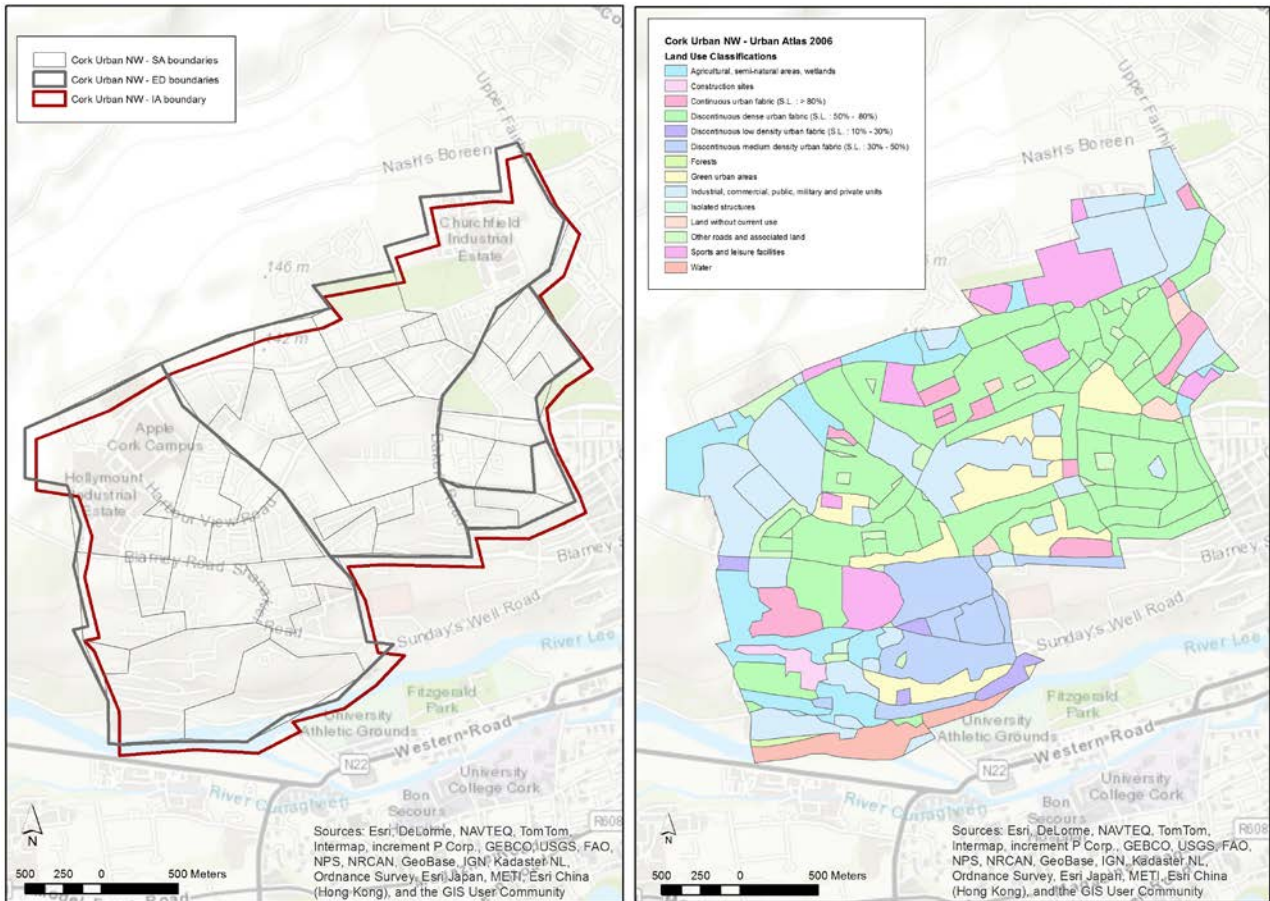 Cork Urban NW - SA boundaries
Cork Urban NW - ED boundaries
Cork Urban NW - IA boundary
Upper Fairhill
Nash's Boreen
Churchfield
Industrial
Estate
146 m
142 m
Apple
Cork Campus
Hollymount
Industrial
Estate
Harbour View Road
Blarney Road
Road
Blarney S
Sunday's Well Road
River Lee
Fitzgerald
Park
University
Athletic Grounds
Western Road
N22
University
College Cork
River Curragheen
Bon
Secours
R608
N
Sources: Esri, DeLorme, NAVTEQ, TomTom,
Intermap, increment P Corp., GEBCO, USGS, FAO,
NPS, NRCAN, GeoBase, IGN, Kadaster NL,
Ordnance Survey, Esri Japan, METI, Esri China
(Hong Kong), and the GIS User Community
500 250 0 500 Meters
Cork Urban NW - Urban Atlas 2006
Land Use Classifications
Agricultural, semi-natural areas, wetlands
Construction sites
Continuous urban fabric (S.L. : > 80%)
Discontinuous dense urban fabric (S.L. : 50% - 80%)
Discontinuous low density urban fabric (S.L. : 10% - 30%)
Discontinuous medium density urban fabric (S.L. : 30% - 50%)
Forests
Green urban areas
Industrial, commercial, public, military and private units
Isolated structures
Land without current use
Other roads and associated land
Sports and leisure facilities
Water
Upper Fairhill
Nash's Boreen
Blarney S
Sunday's Well Road
River Lee
Fitzgerald
Park
University
Athletic Grounds
Western Road
N22
University
College Cork
River Curragheen
Bon
Secours
R608
N
Sources: Esri, DeLorme, NAVTEQ, TomTom,
Intermap, increment P Corp., GEBCO, USGS, FAO,
NPS, NRCAN, GeoBase, IGN, Kadaster NL,
Ordnance Survey, Esri Japan, METI, Esri China
(Hong Kong), and the GIS User Community
500 250 0 500 Meters